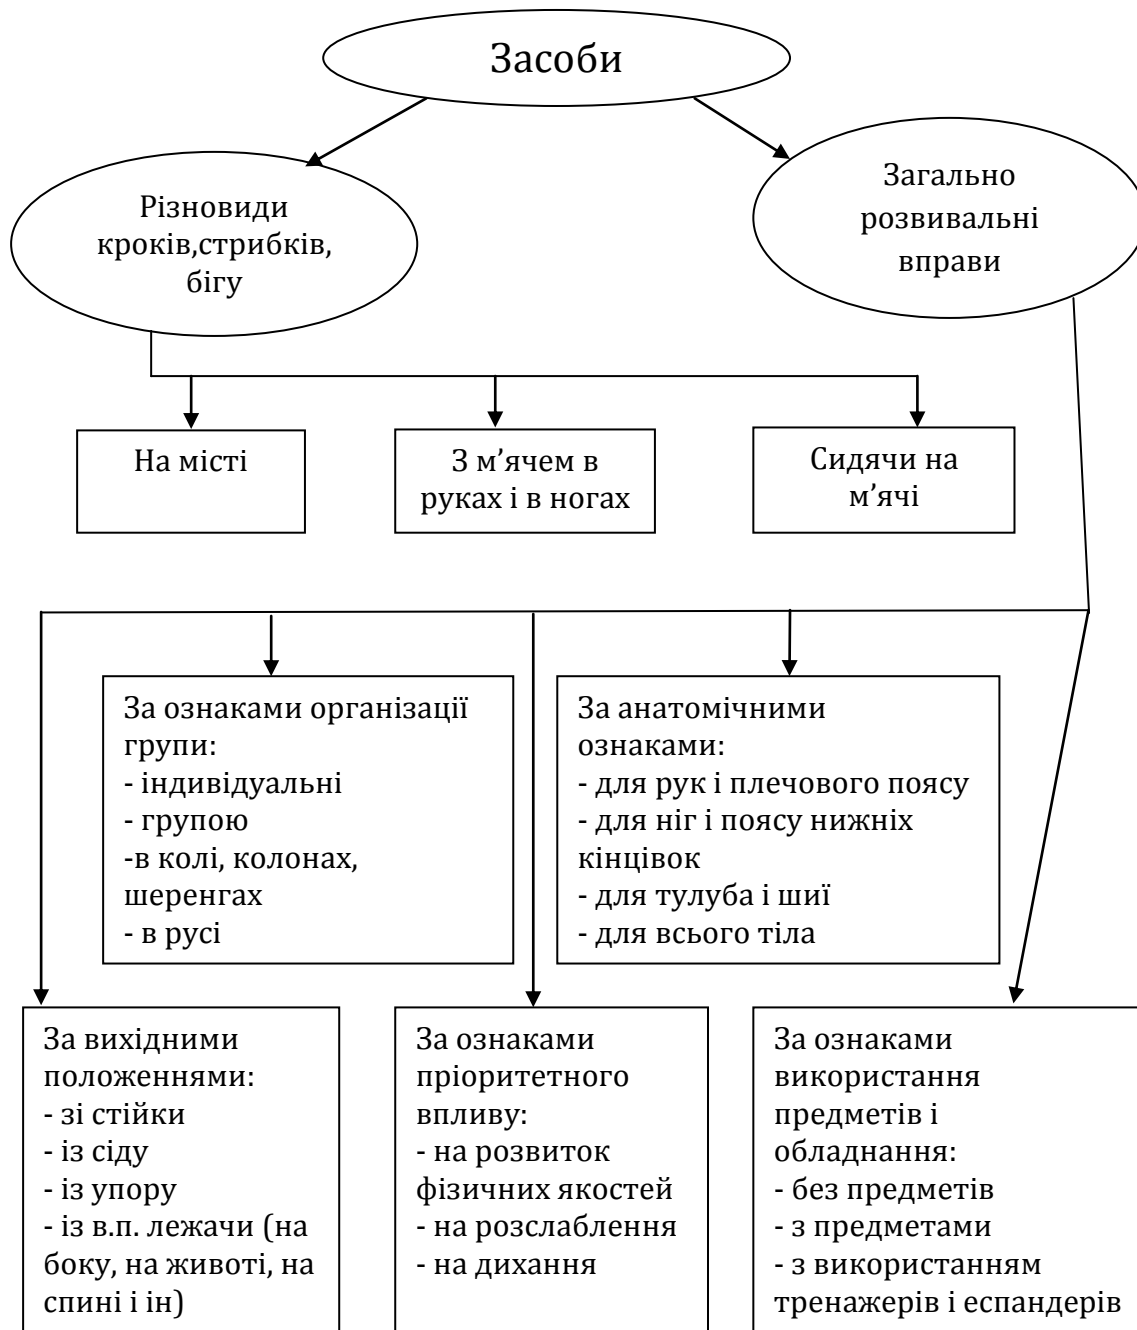 Засоби
Різновиди
кроків,стрибків,
бігу
Загально
розвивальні
вправи
На місті
З м’ячем в
руках і в ногах
Сидячи на
м’ячі
За ознаками організації
групи:
- індивідуальні
- групою
-в колі, колонах,
шеренгах
- в русі
За анатомічними
ознаками:
- для рук і плечового поясу
- для ніг і поясу нижніх
кінцівок
- для тулуба і шиї
- для всього тіла
За вихідними
положеннями:
- зі стійки
- із сіду
- із упору
- із в.п. лежачи (на
боку, на животі, на
спині і ін)
За ознаками
пріоритетного
впливу:
- на розвиток
фізичних якостей
- на розслаблення
- на дихання
За ознаками
використання
предметів і
обладнання:
- без предметів
- з предметами
- з використанням
тренажерів і еспандерів